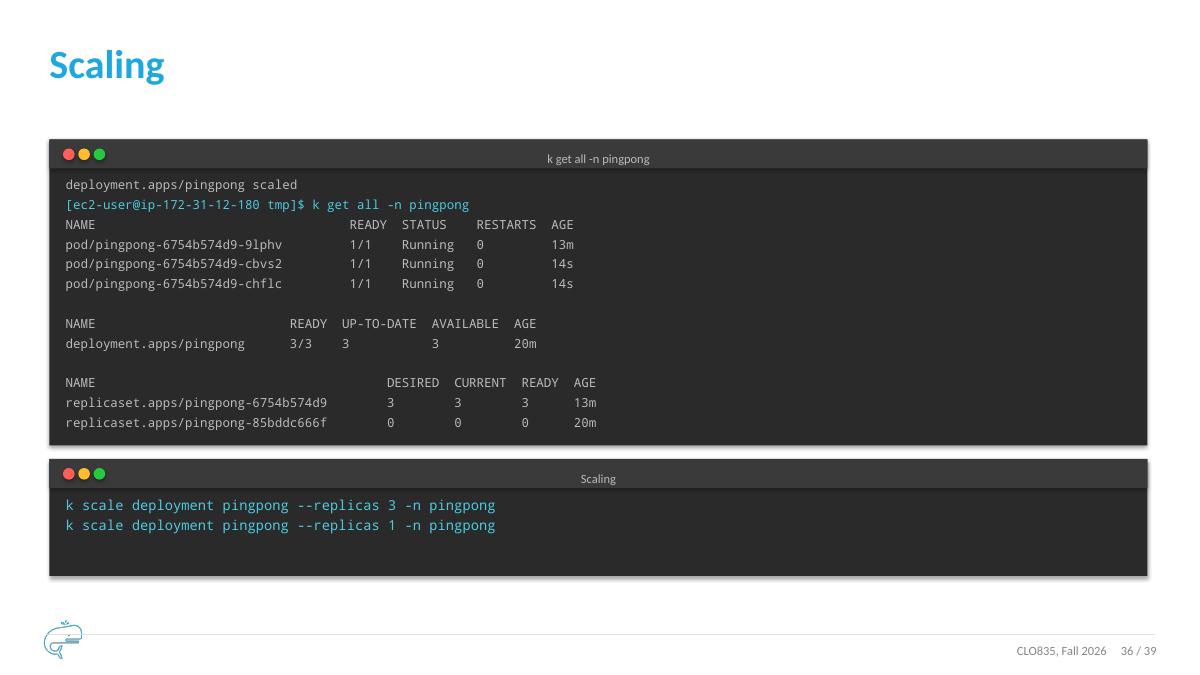 Scaling
k get all -n pingpong
deployment.apps/pingpong scaled
[ec2-user@ip-172-31-12-180 tmp]$ k get all -n pingpong
NAME                                  READY  STATUS    RESTARTS  AGE
pod/pingpong-6754b574d9-9lphv         1/1    Running   0         13m
pod/pingpong-6754b574d9-cbvs2         1/1    Running   0         14s
pod/pingpong-6754b574d9-chflc         1/1    Running   0         14s
NAME                          READY  UP-TO-DATE  AVAILABLE  AGE
deployment.apps/pingpong      3/3    3           3          20m
NAME                                       DESIRED  CURRENT  READY  AGE
replicaset.apps/pingpong-6754b574d9        3        3        3      13m
replicaset.apps/pingpong-85bddc666f        0        0        0      20m
Scaling
k scale deployment pingpong --replicas 3 -n pingpong
k scale deployment pingpong --replicas 1 -n pingpong
CLO835, Fall 2026    36 / 39